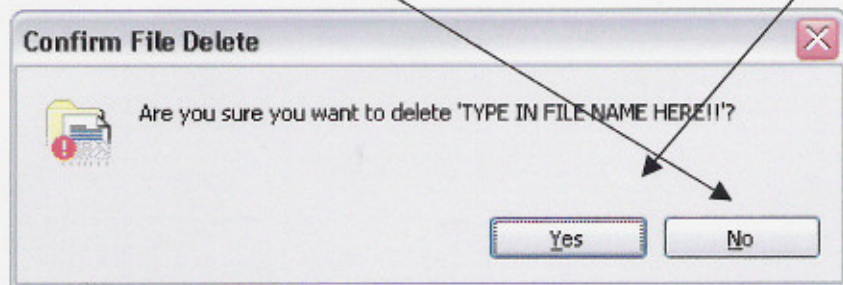 Confirm File Delete
Are you sure you want to delete 'TYPE IN FILE NAME HERE!!'?
Yes
No